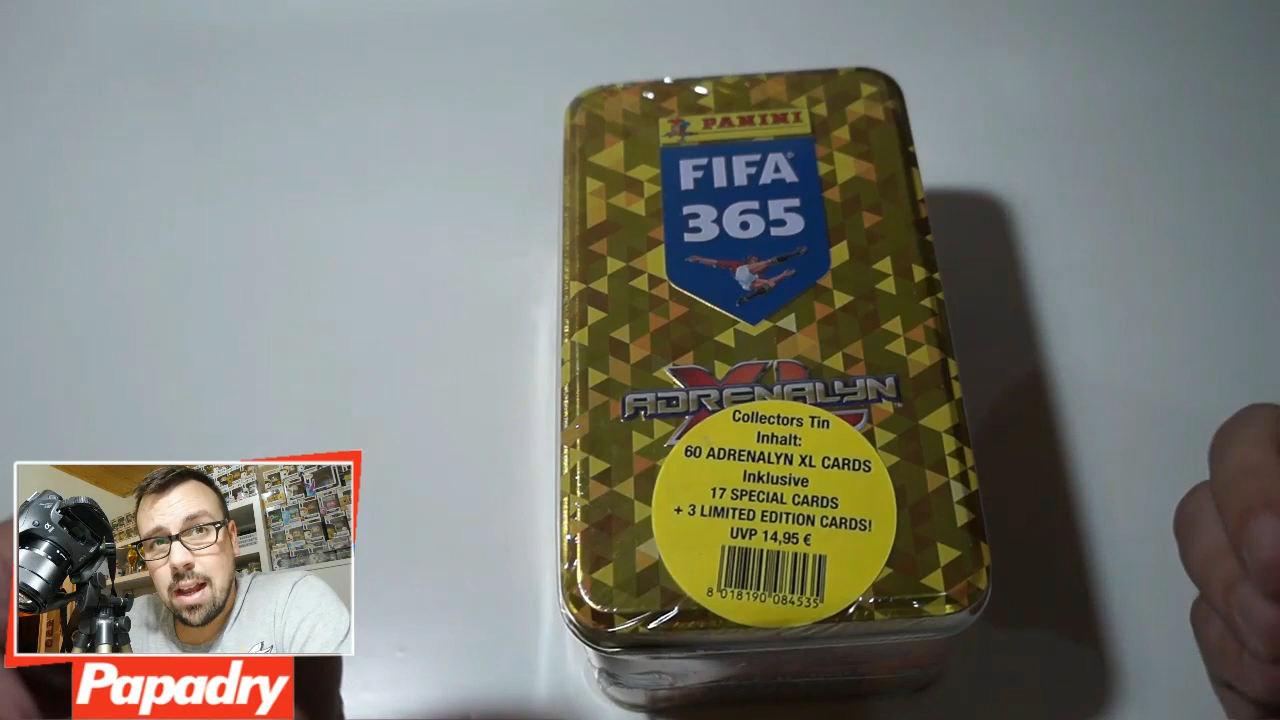 PANINI
FIFA
365
ADRENALYN
XL
Collectors Tin
Inhalt:
60 ADRENALYN XL CARDS
Inklusive
17 SPECIAL CARDS
+ 3 LIMITED EDITION CARDS!
UVP 14,95 €
8 018190 084535
Papadry